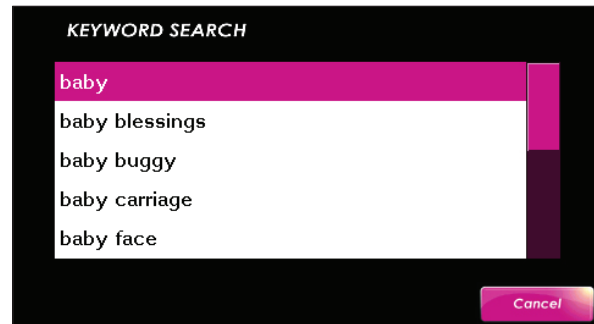 KEYWORD SEARCH
baby
baby blessings
baby buggy
baby carriage
baby face
Cancel